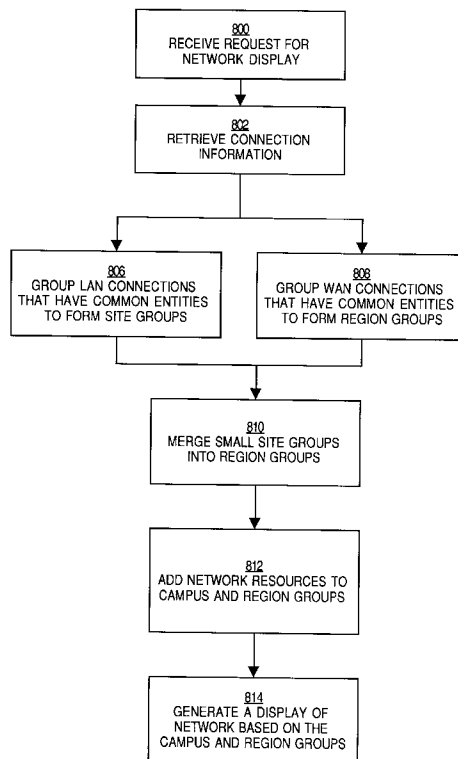 800
RECEIVE REQUEST FOR
NETWORK DISPLAY
802
RETRIEVE CONNECTION
INFORMATION
806
GROUP LAN CONNECTIONS
THAT HAVE COMMON ENTITIES
TO FORM SITE GROUPS
808
GROUP WAN CONNECTIONS
THAT HAVE COMMON ENTITIES
TO FORM REGION GROUPS
810
MERGE SMALL SITE GROUPS
INTO REGION GROUPS
812
ADD NETWORK RESOURCES TO
CAMPUS AND REGION GROUPS
814
GENERATE A DISPLAY OF
NETWORK BASED ON THE
CAMPUS AND REGION GROUPS